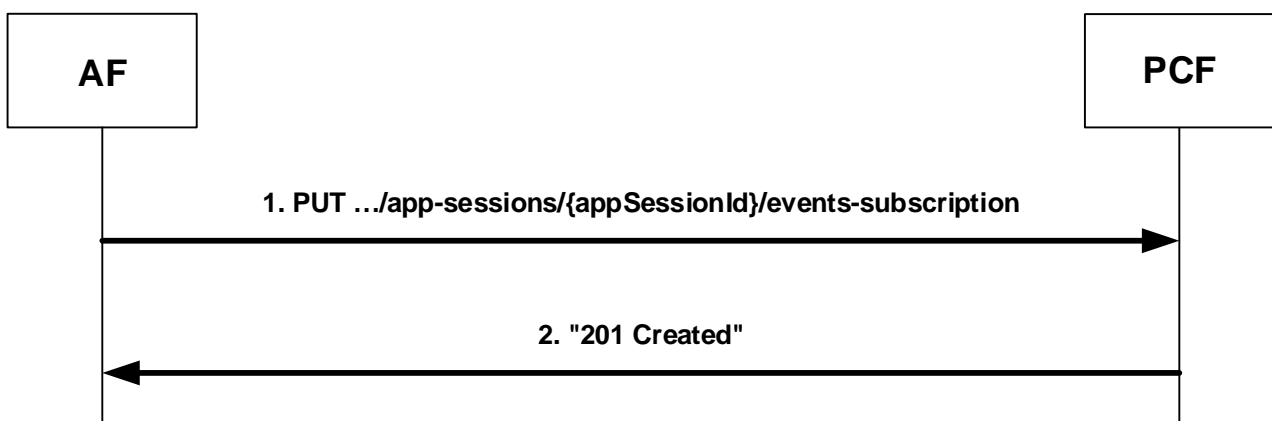 AF
PCF
1. PUT …/app-sessions/{appSessionId}/events-subscription
2. "201 Created"